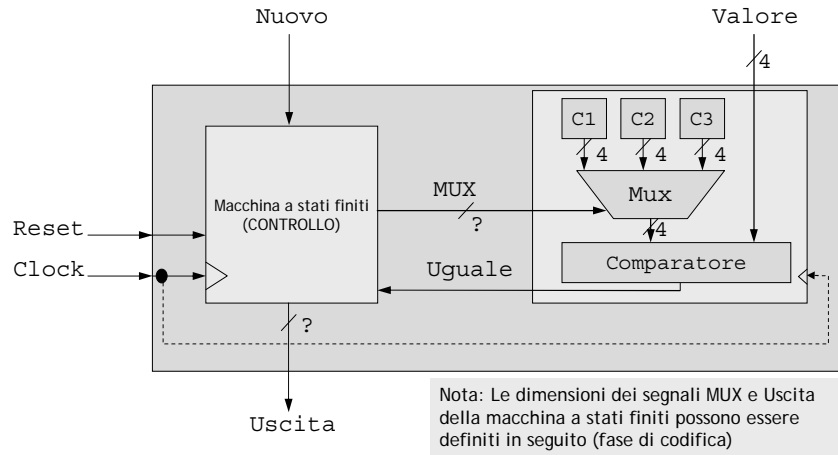 Nuovo
Valore
4
C1
C2
C3
4
4
4
Macchina a stati finiti
(CONTROLLO)
MUX
?
Mux
4
Reset
Clock
Uguale
Comparatore
?
Uscita
Nota: Le dimensioni dei segnali MUX e Uscita
della macchina a stati finiti possono essere
definiti in seguito (fase di codifica)